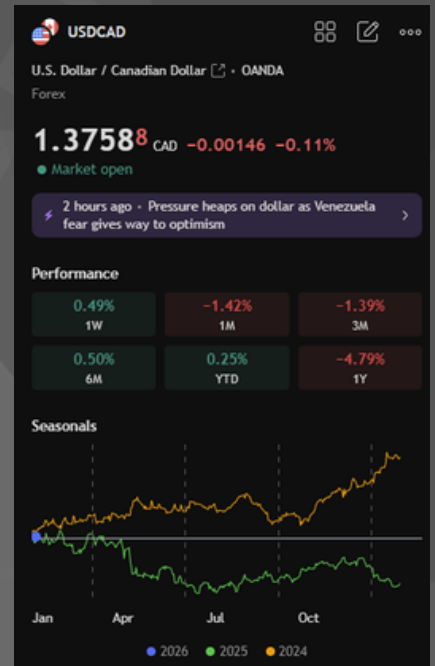 USDCAD
U.S. Dollar / Canadian Dollar • OANDA
Forex
1.37588 CAD −0.00146 −0.11%
Market open
2 hours ago • Pressure heaps on dollar as Venezuela
fear gives way to optimism
Performance
0.49% −1.42% −1.39%
1W 1M 3M
0.50% 0.25% −4.79%
6M YTD 1Y
Seasonals
Jan Apr Jul Oct
2026 2025 2024